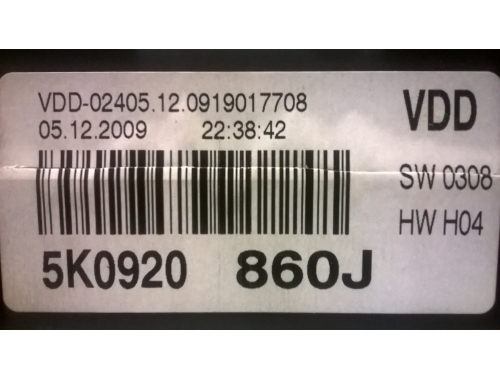 VDD-02405.12.0919017708
05.12.2009 22:38:42
VDD
SW 0308
HW H04
5K0920 860J